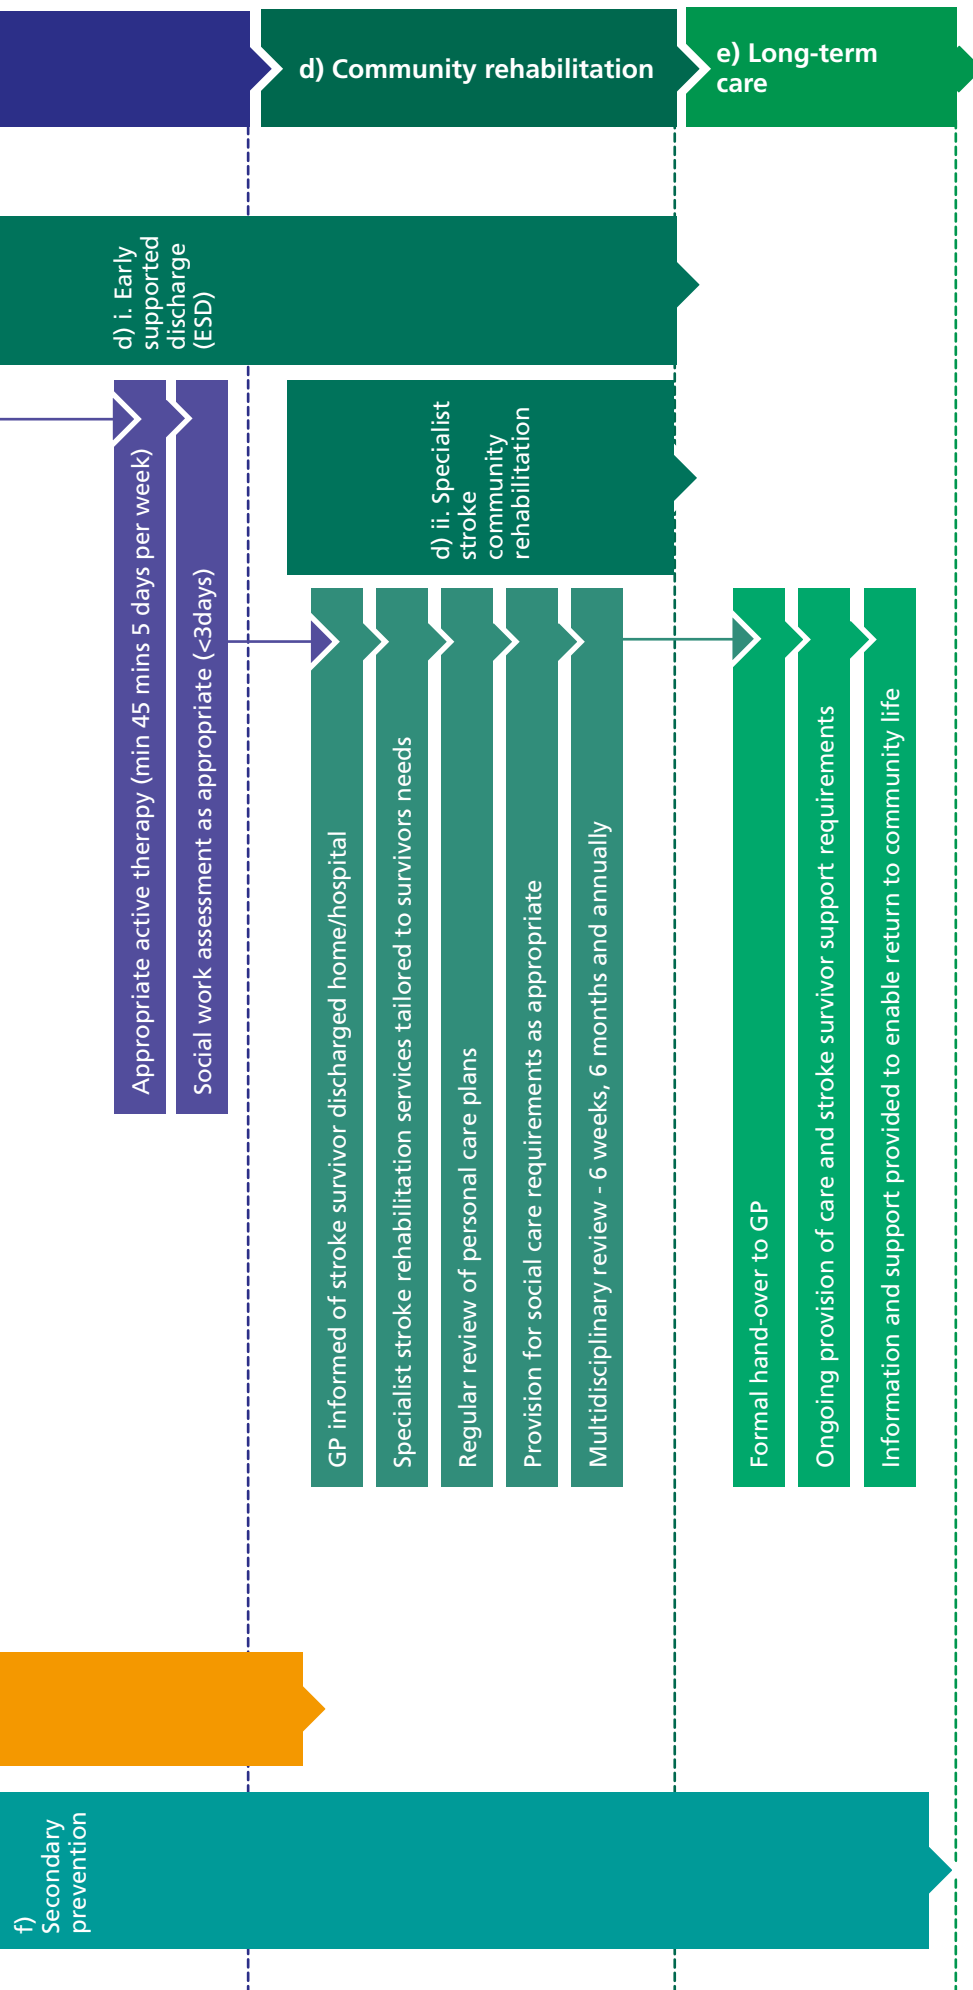 d) Community rehabilitation
e) Long-term
care
d) i. Early
supported
discharge
(ESD)
Appropriate active therapy (min 45 mins 5 days per week)
Social work assessment as appropriate (<3days)
d) ii. Specialist
stroke
community
rehabilitation
GP informed of stroke survivor discharged home/hospital
Specialist stroke rehabilitation services tailored to survivors needs
Regular review of personal care plans
Provision for social care requirements as appropriate
Multidisciplinary review - 6 weeks, 6 months and annually
Formal hand-over to GP
Ongoing provision of care and stroke survivor support requirements
Information and support provided to enable return to community life
f)
Secondary
prevention